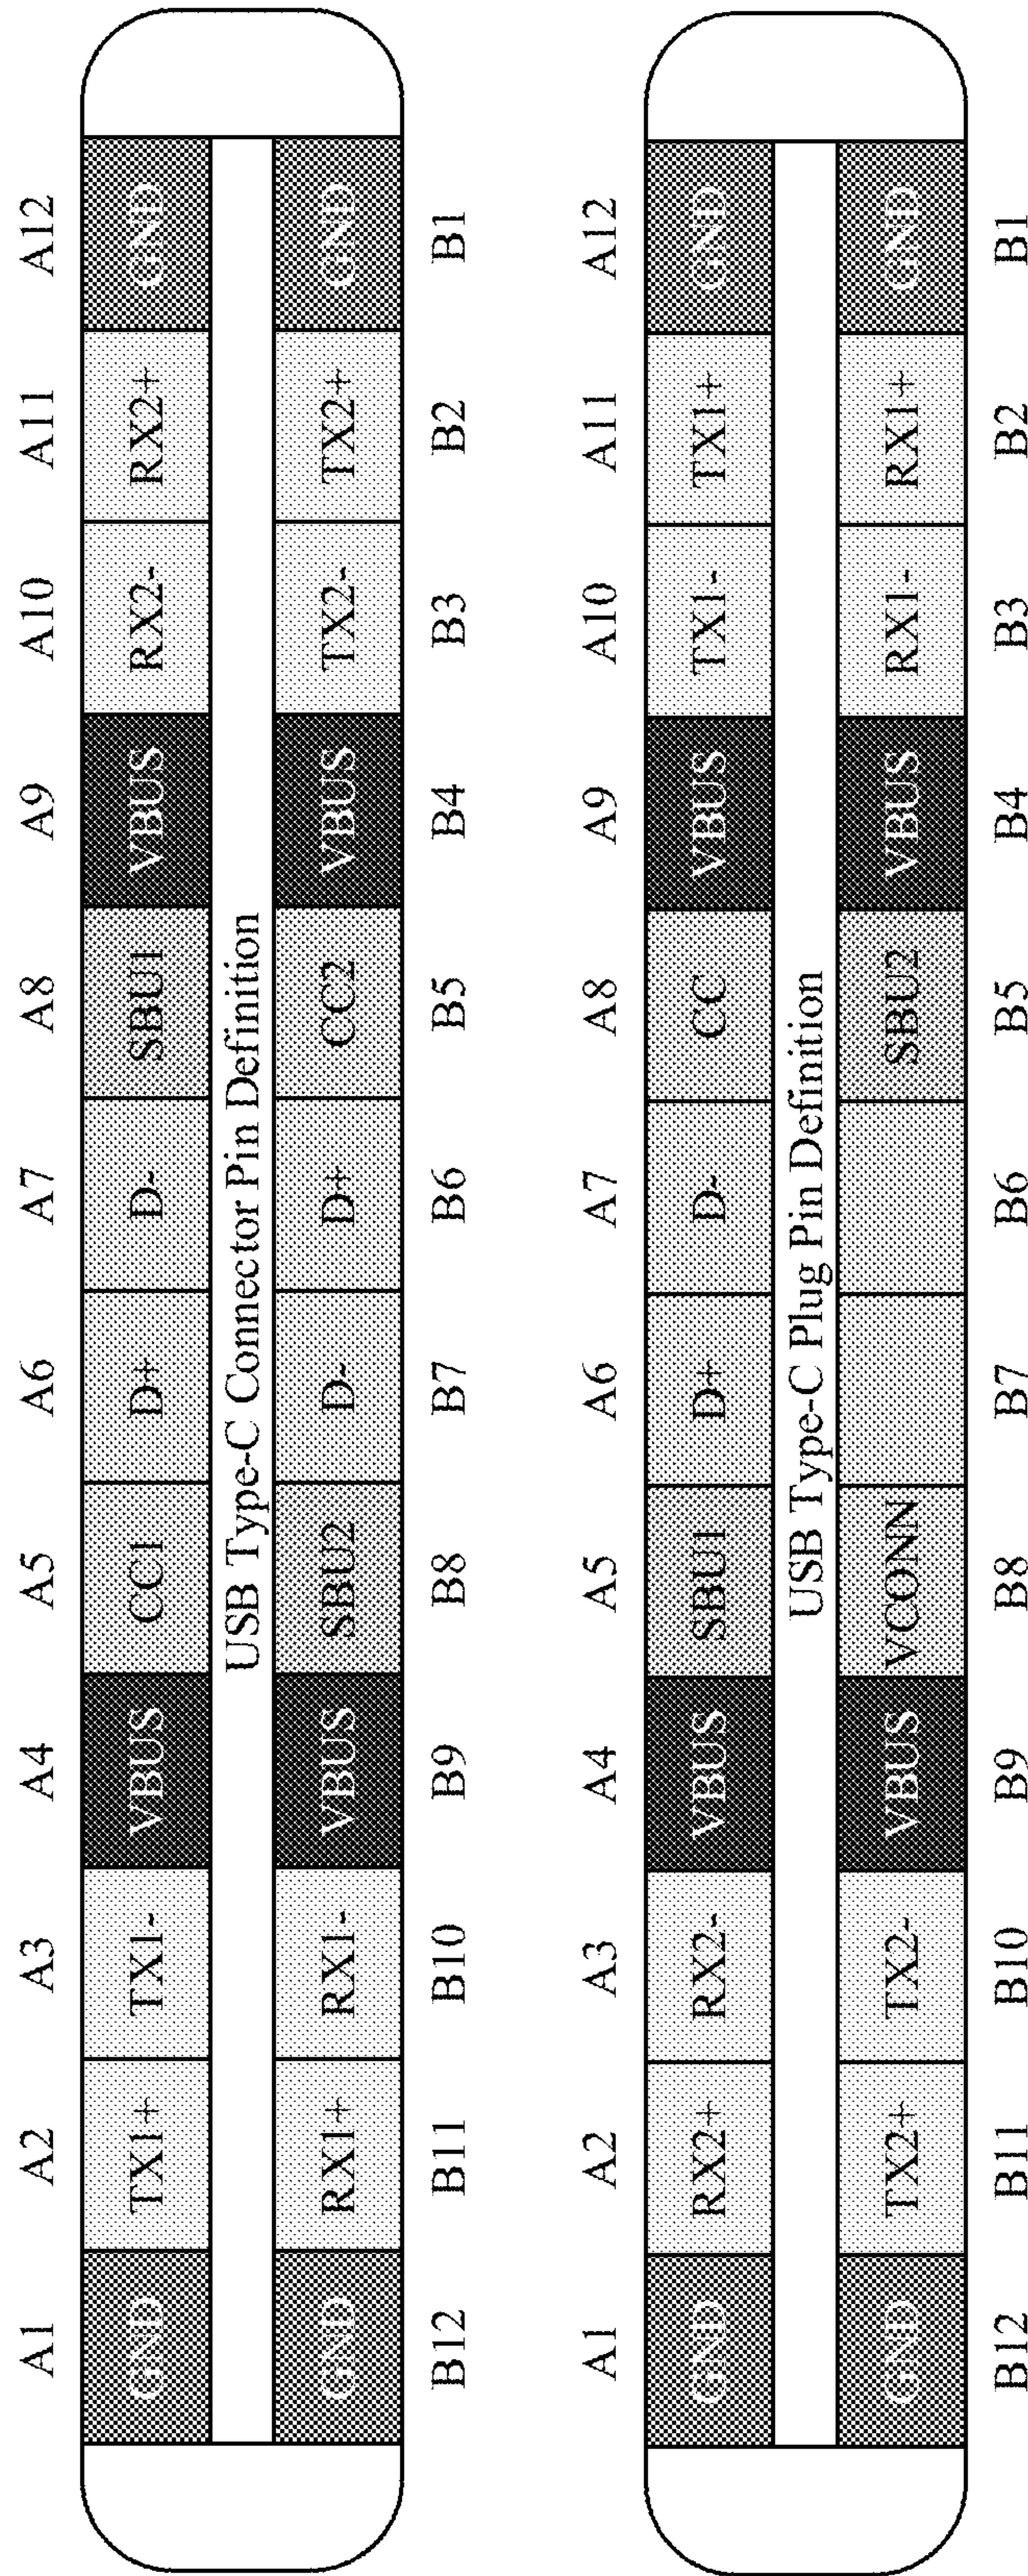 A1 A2 A3 A4 A5 A6 A7 A8 A9 A10 A11 A12
GND TX1+ TX1- VBUS CC1 D+ D- SBU1 VBUS RX2- RX2+ GND
USB Type-C Connector Pin Definition
GND RX1+ RX1- VBUS SBU2 D- D+ CC2 VBUS TX2- TX2+ GND
B12 B11 B10 B9 B8 B7 B6 B5 B4 B3 B2 B1
A1 A2 A3 A4 A5 A6 A7 A8 A9 A10 A11 A12
GND RX2+ RX2- VBUS SBU1 D+ D- CC VBUS TX1- TX1+ GND
USB Type-C Plug Pin Definition
GND TX2+ TX2- VBUS VCONN SBU2 VBUS RX1- RX1+ GND
B12 B11 B10 B9 B8 B7 B6 B5 B4 B3 B2 B1